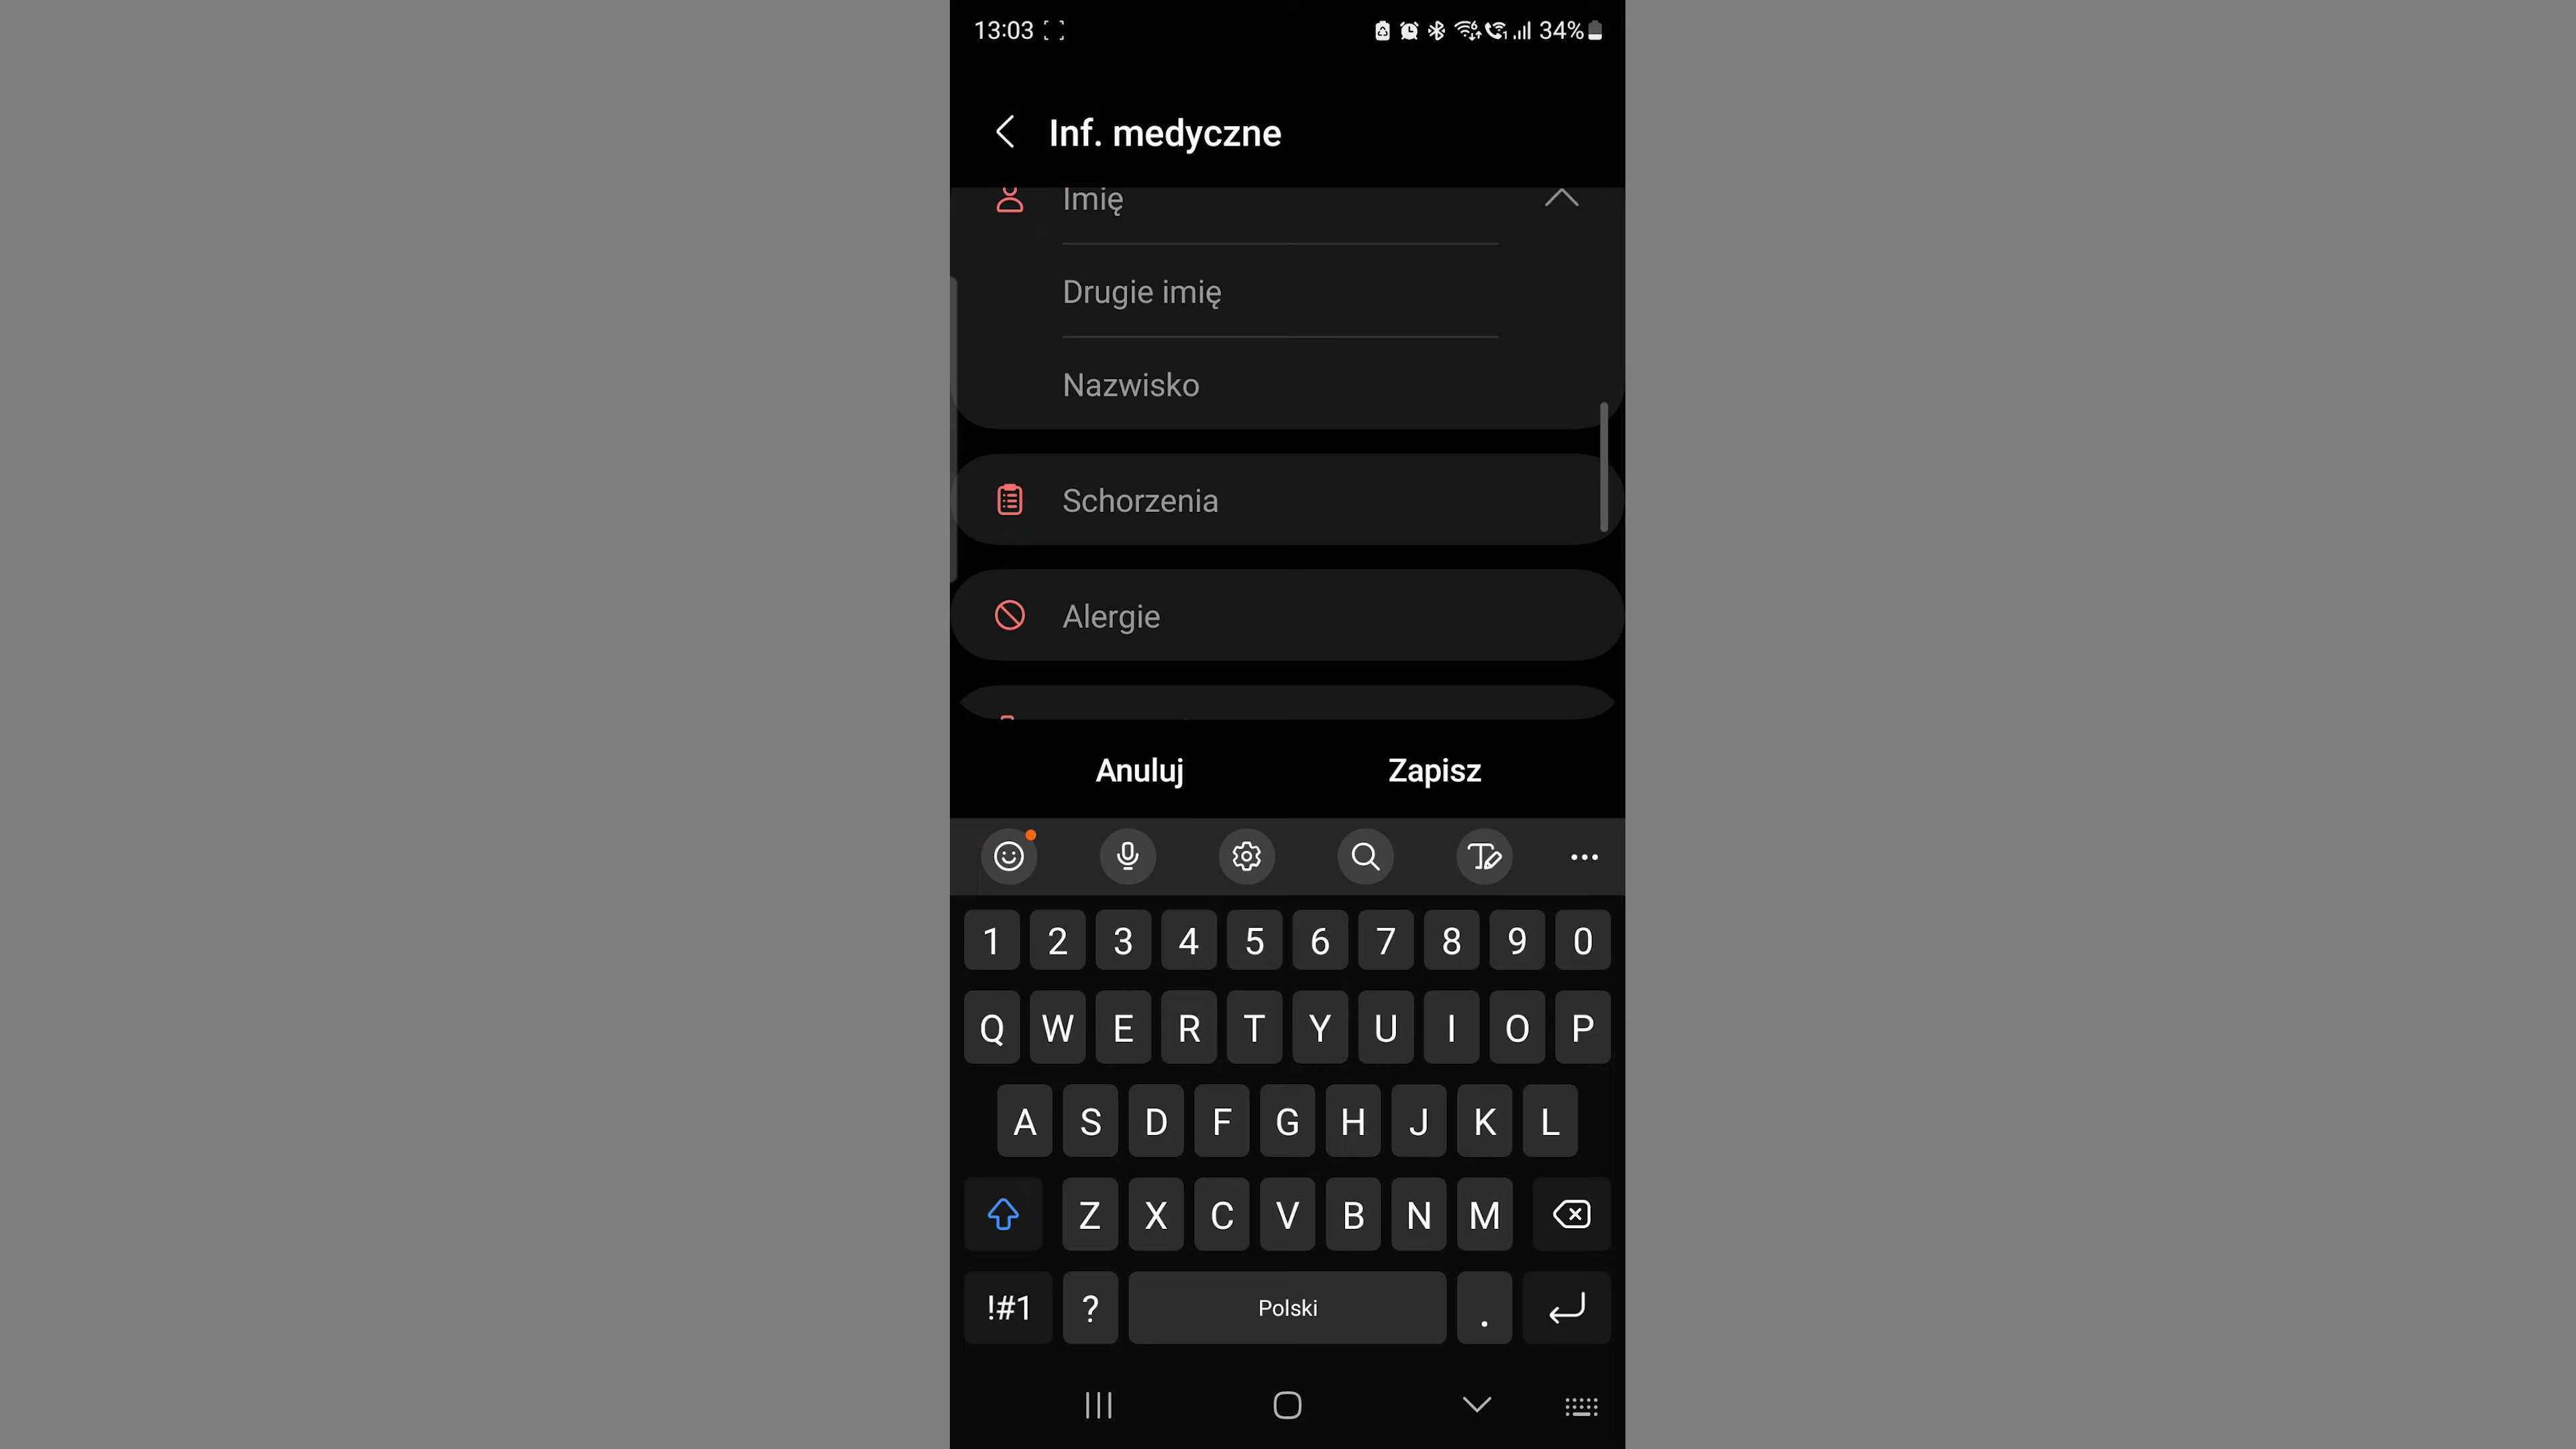 13:03 34%
Inf. medyczne
Imię
Drugie imię
Nazwisko
Schorzenia
Alergie
Anuluj Zapisz
1 2 3 4 5 6 7 8 9 0
Q W E R T Y U I O P
A S D F G H J K L
Z X C V B N M
!#1 ? Polski .